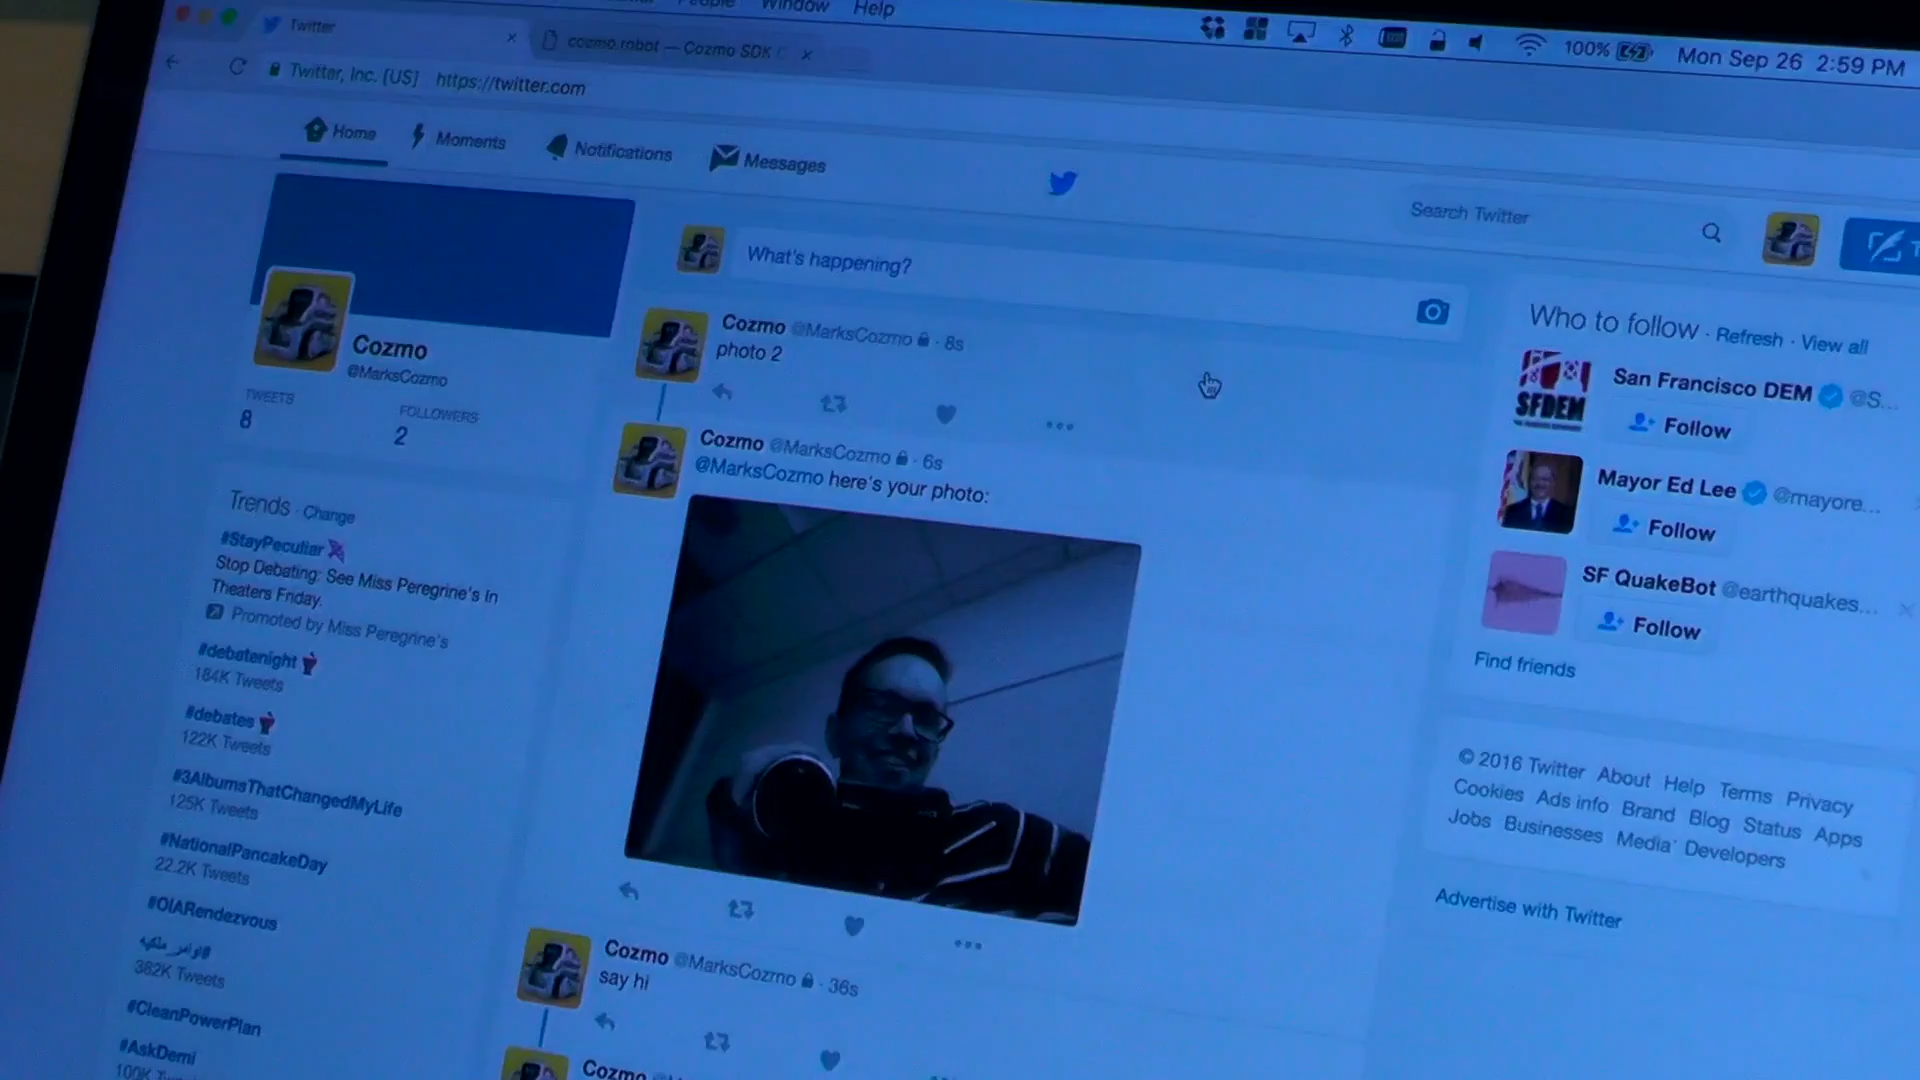 Window Help
100% Mon Sep 26 2:59 PM
Twitter
cozmo.robot — Cozmo SDK
Twitter, Inc. [US] https://twitter.com
Home Moments Notifications Messages
Search Twitter
Cozmo
@MarksCozmo
TWEETS FOLLOWERS
8 2
Trends · Change
#StayPeculiar
Stop Debating: See Miss Peregrine's In
Theaters Friday.
Promoted by Miss Peregrine's
#debatenight
184K Tweets
#debates
122K Tweets
#3AlbumsThatChangedMyLife
125K Tweets
#NationalPancakeDay
22.2K Tweets
#OIARendezvous
382K Tweets
#CleanPowerPlan
#AskDemi
100K
What's happening?
Cozmo @MarksCozmo · 8s
photo 2
Cozmo @MarksCozmo · 6s
@MarksCozmo here's your photo:
Cozmo @MarksCozmo · 36s
say hi
Cozmo
Who to follow · Refresh · View all
SFDEM
San Francisco DEM @S...
Follow
Mayor Ed Lee @mayore...
Follow
SF QuakeBot @earthquakes...
Follow
Find friends
© 2016 Twitter About Help Terms Privacy
Cookies Ads info Brand Blog Status Apps
Jobs Businesses Media Developers
Advertise with Twitter